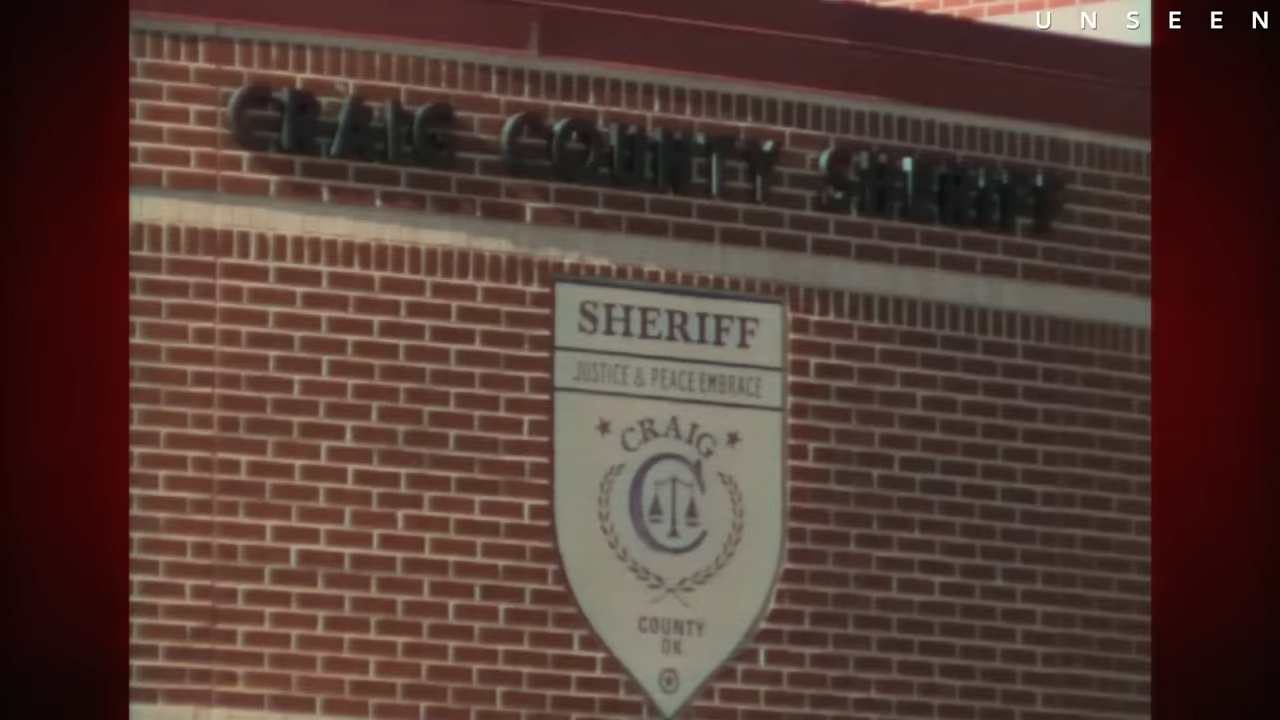 UNSEEN
CRAIG COUNTY SHERIFF
SHERIFF
JUSTICE & PEACE EMBRACE
CRAIG
C
COUNTY
OK